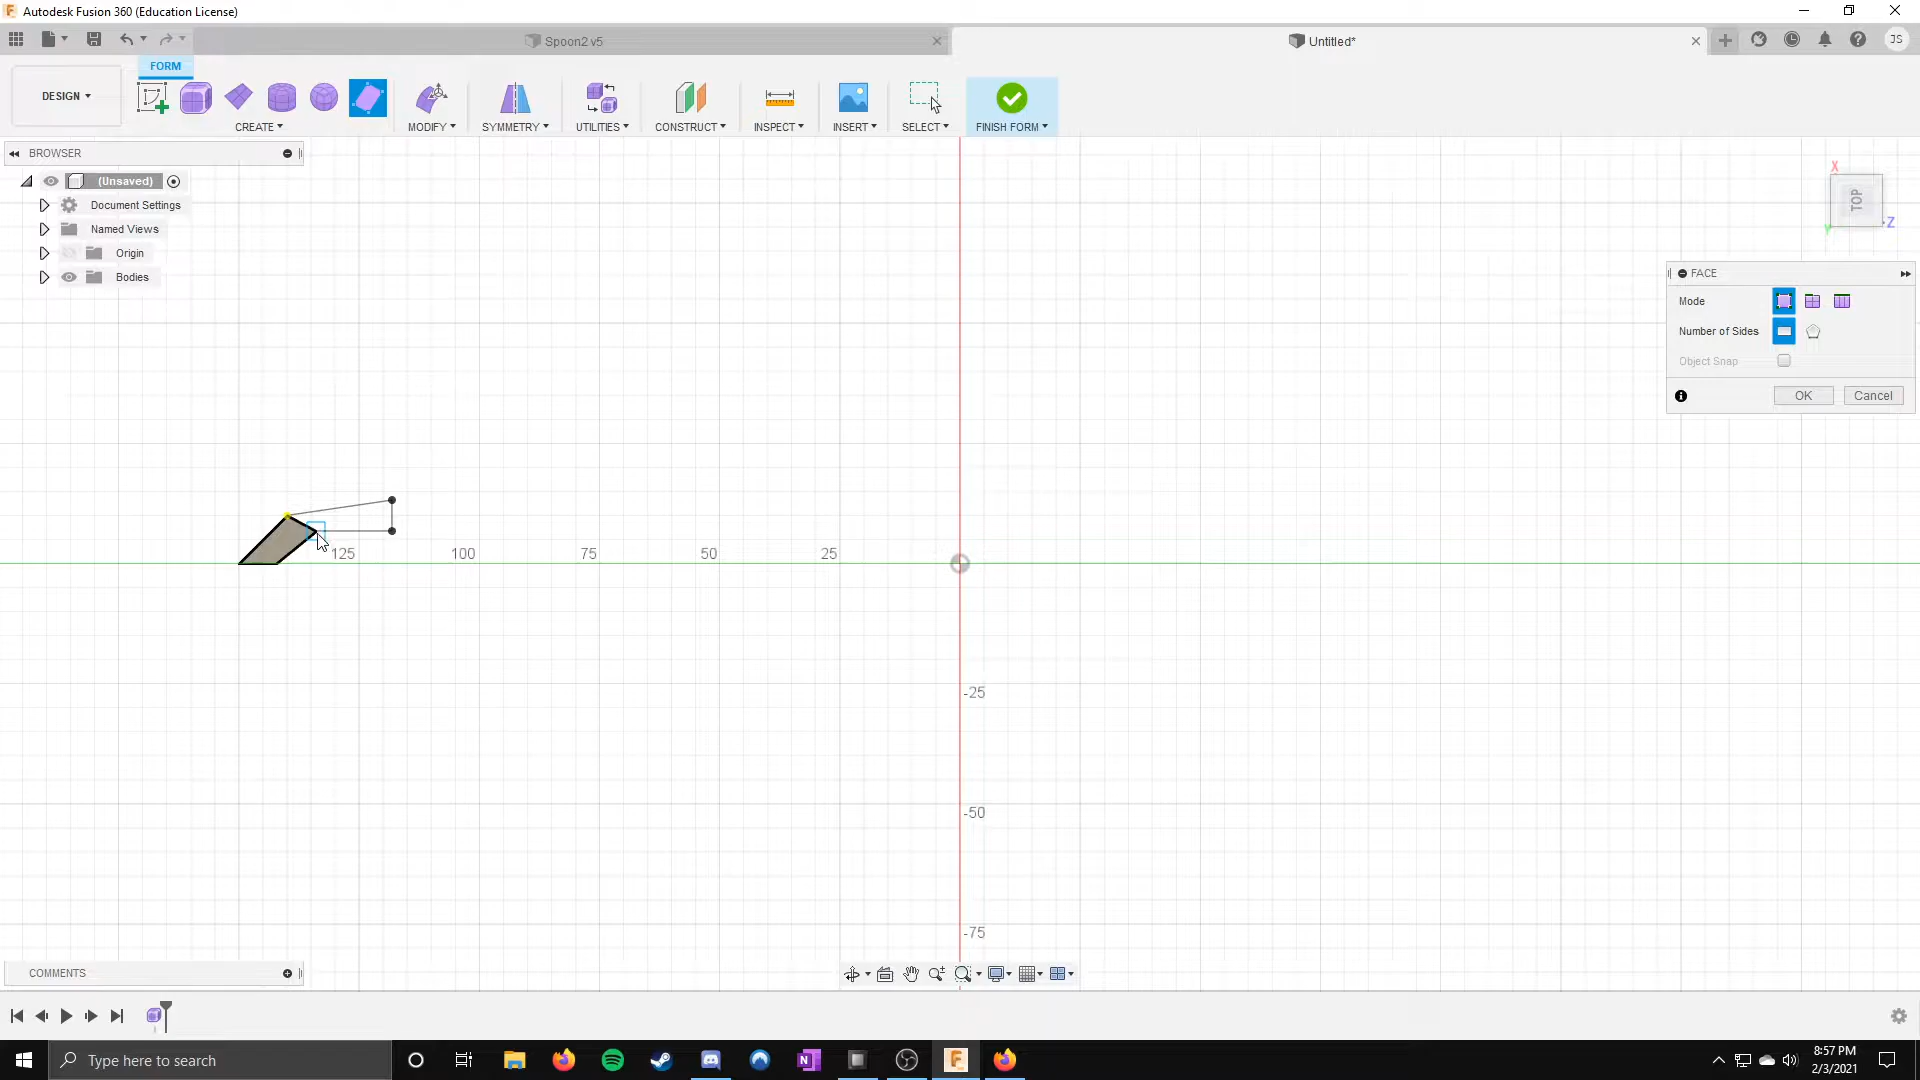 Autodesk Fusion 360 (Education License)
Spoon2 v5
Untitled*
JS
FORM
DESIGN
CREATE
MODIFY
SYMMETRY
UTILITIES
CONSTRUCT
INSPECT
INSERT
SELECT
FINISH FORM
BROWSER
(Unsaved)
Document Settings
Named Views
Origin
Bodies
X
TOP
Z
Y
FACE
Mode
Number of Sides
Object Snap
OK
Cancel
125
100
75
50
25
-25
-50
-75
COMMENTS
Type here to search
8:57 PM
2/3/2021